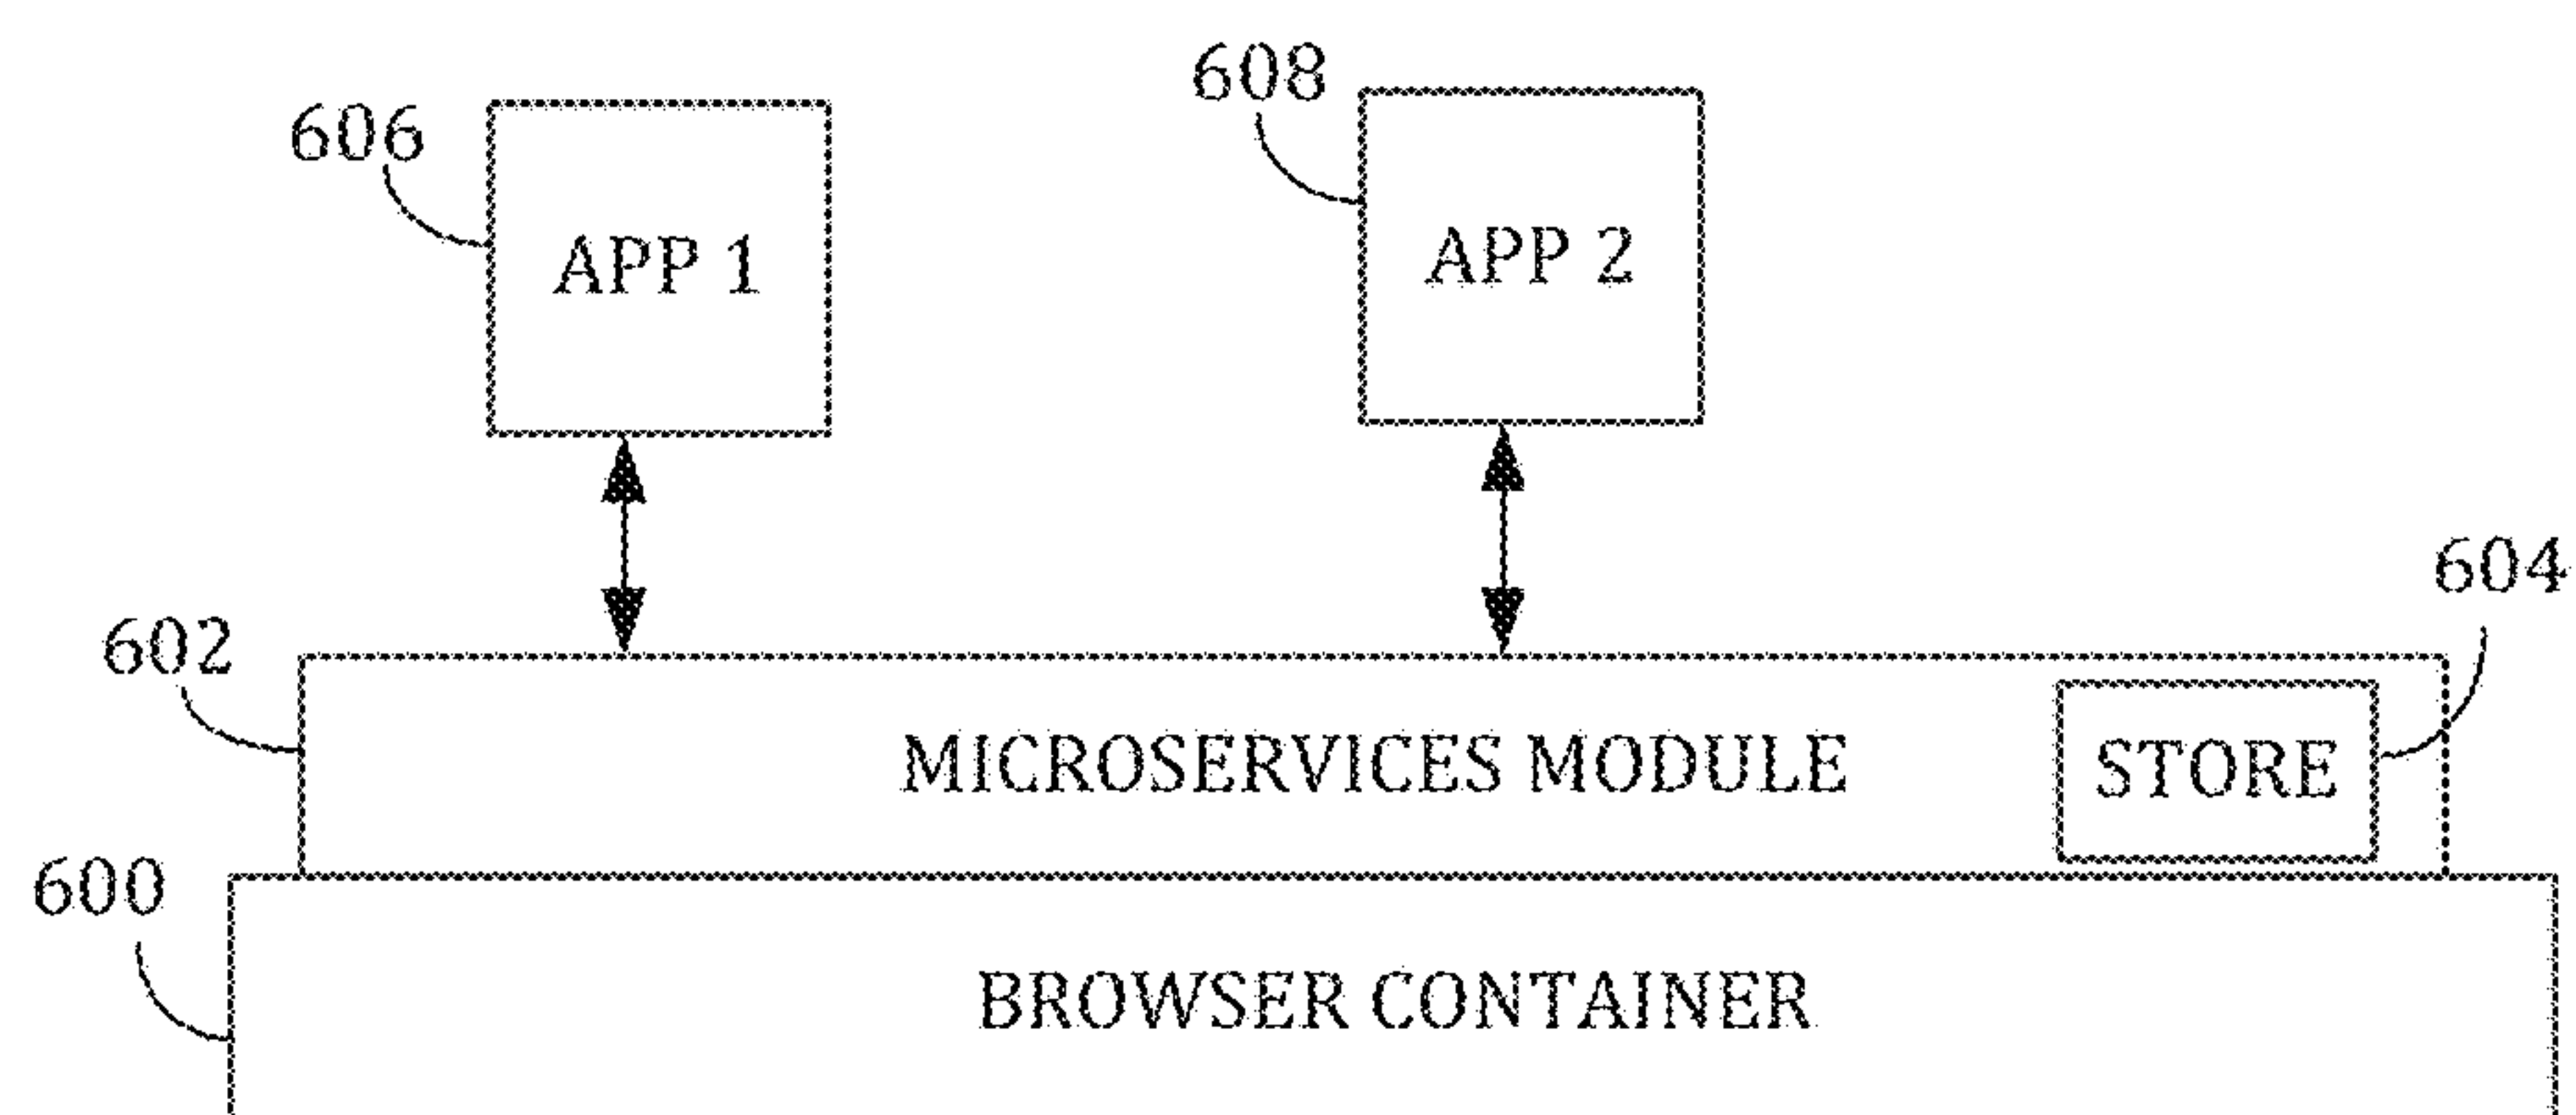 608
606
APP 1
APP 2
604
602
MICROSERVICES MODULE
STORE
600
BROWSER CONTAINER